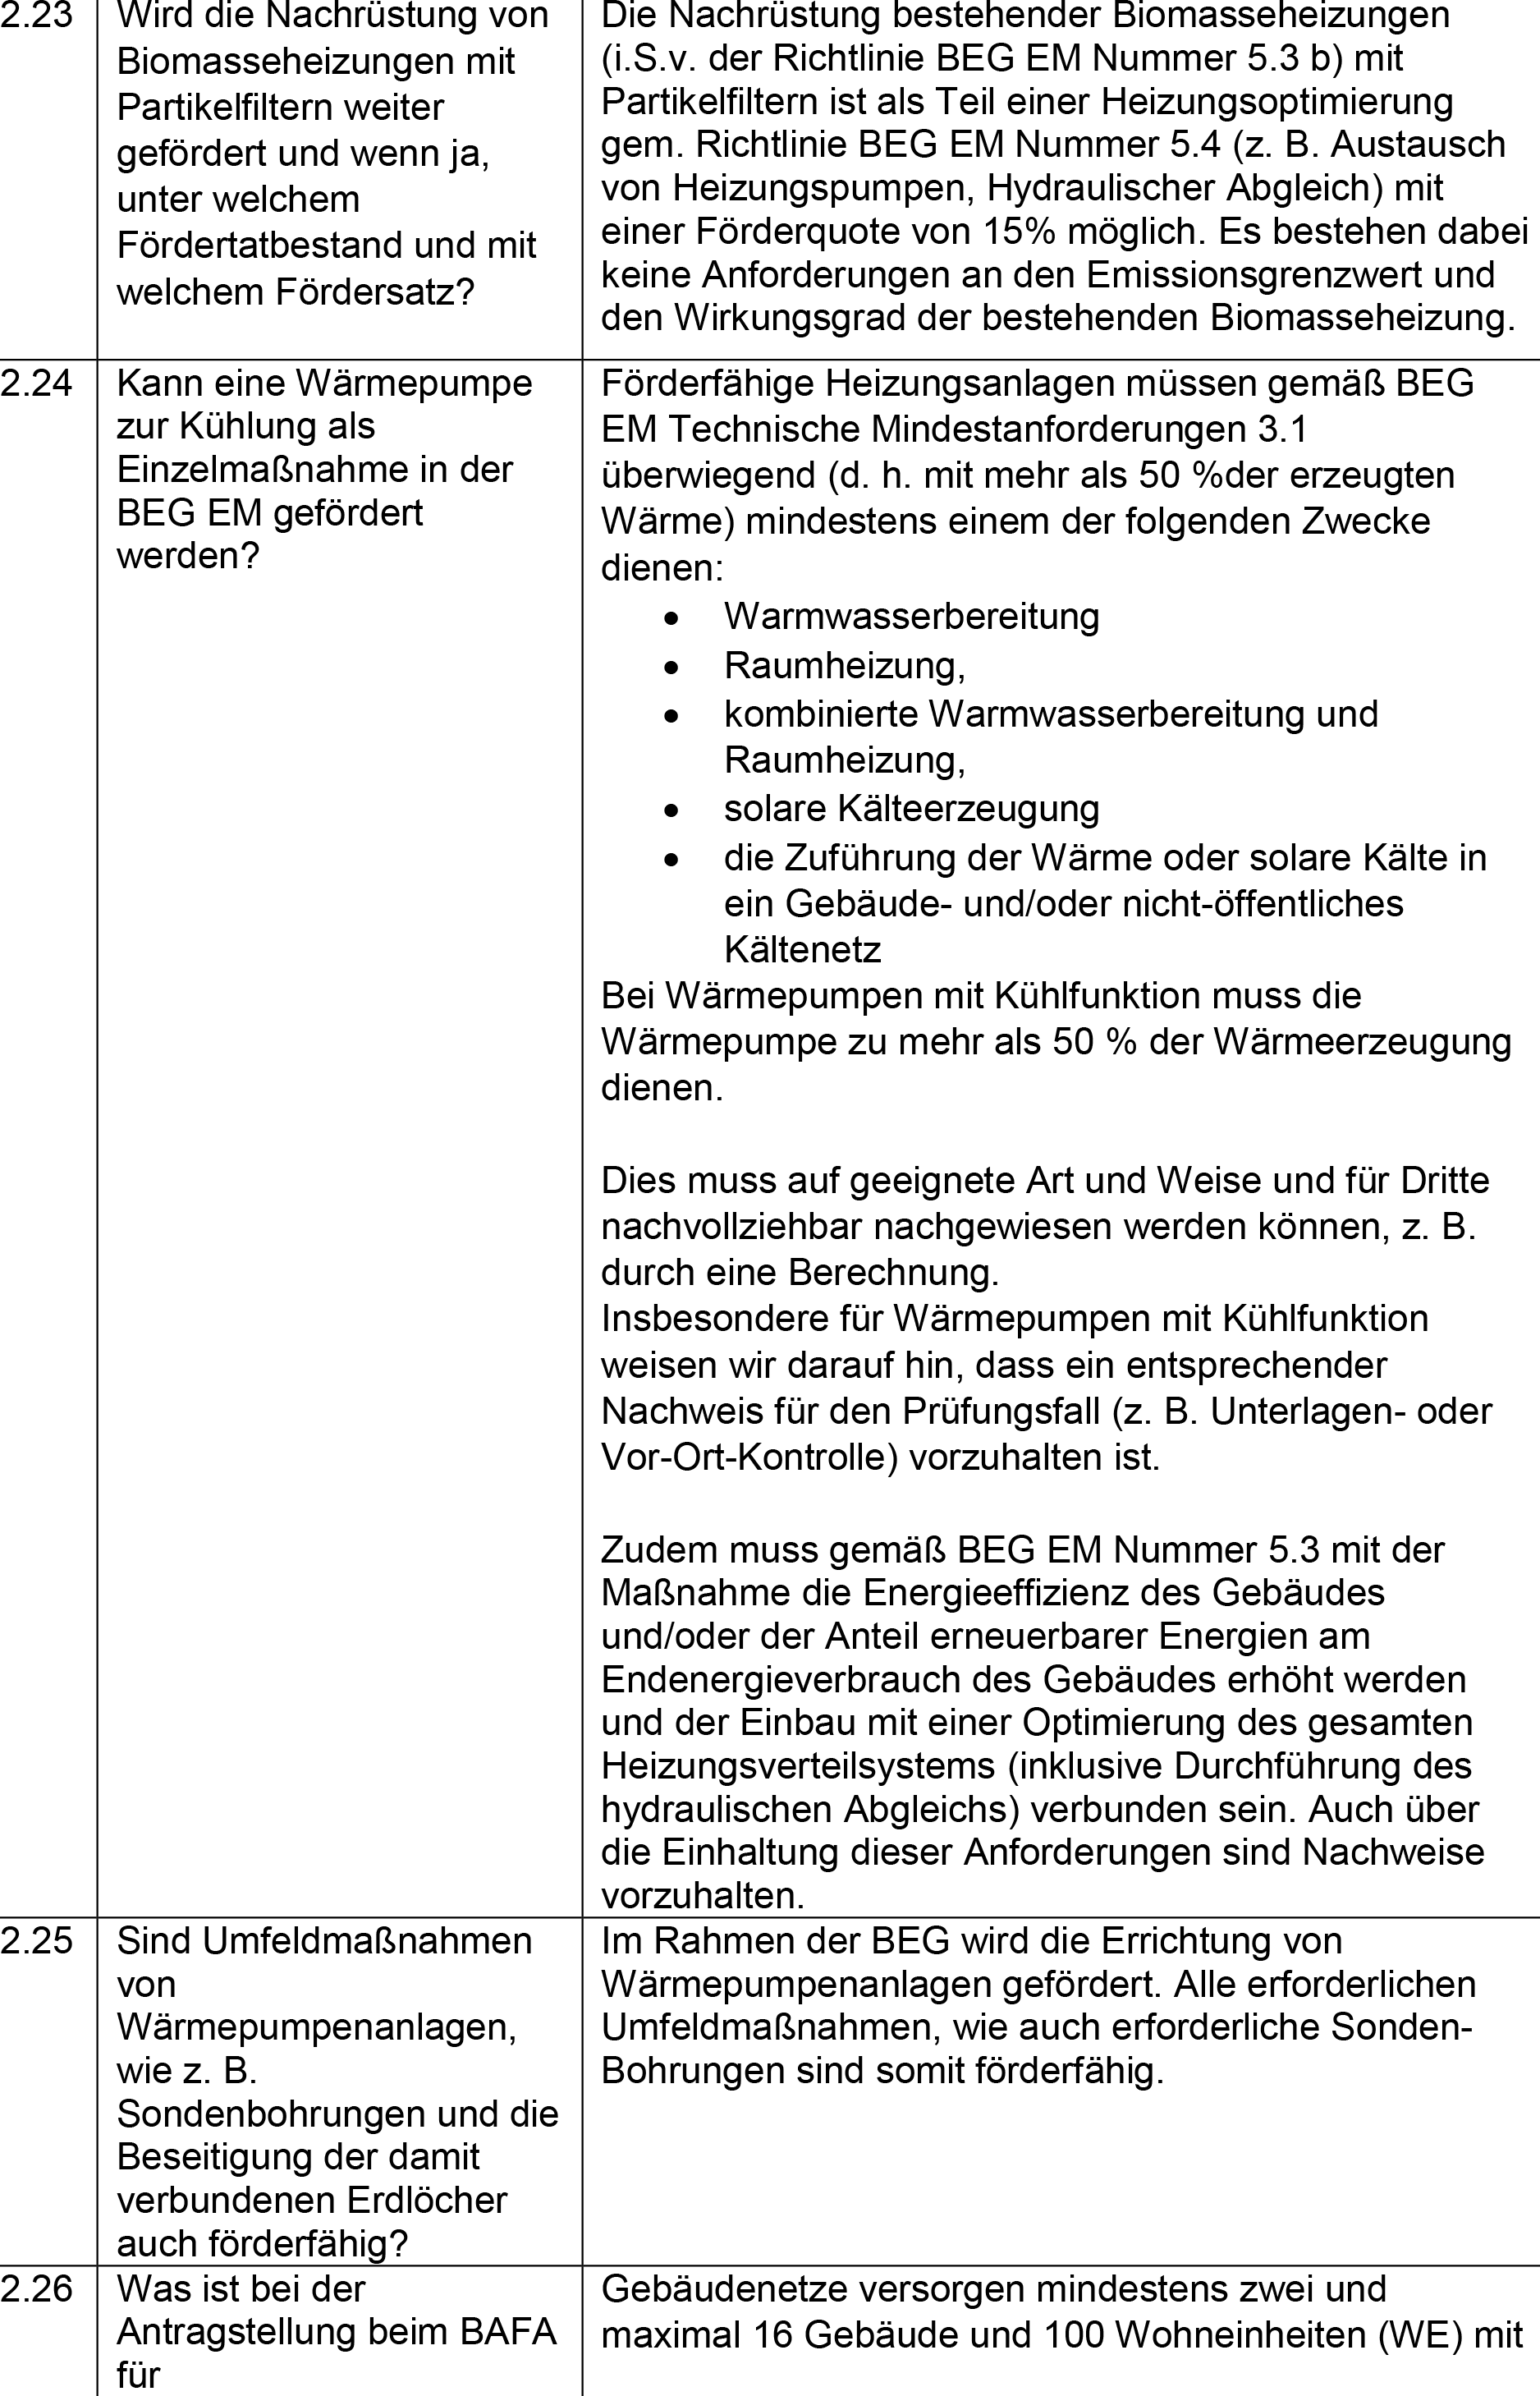 2.23
Wird die Nachrüstung von
Biomasseheizungen mit
Partikelfiltern weiter
gefördert und wenn ja,
unter welchem
Fördertatbestand und mit
welchem Fördersatz?
Die Nachrüstung bestehender Biomasseheizungen
(i.S.v. der Richtlinie BEG EM Nummer 5.3 b) mit
Partikelfiltern ist als Teil einer Heizungsoptimierung
gem. Richtlinie BEG EM Nummer 5.4 (z. B. Austausch
von Heizungspumpen, Hydraulischer Abgleich) mit
einer Förderquote von 15% möglich. Es bestehen dabei
keine Anforderungen an den Emissionsgrenzwert und
den Wirkungsgrad der bestehenden Biomasseheizung.
2.24
Kann eine Wärmepumpe
zur Kühlung als
Einzelmaßnahme in der
BEG EM gefördert
werden?
Förderfähige Heizungsanlagen müssen gemäß BEG
EM Technische Mindestanforderungen 3.1
überwiegend (d. h. mit mehr als 50 %der erzeugten
Wärme) mindestens einem der folgenden Zwecke
dienen:
• Warmwasserbereitung
• Raumheizung,
• kombinierte Warmwasserbereitung und
Raumheizung,
• solare Kälteerzeugung
• die Zuführung der Wärme oder solare Kälte in
ein Gebäude- und/oder nicht-öffentliches
Kältenetz
Bei Wärmepumpen mit Kühlfunktion muss die
Wärmepumpe zu mehr als 50 % der Wärmeerzeugung
dienen.
Dies muss auf geeignete Art und Weise und für Dritte
nachvollziehbar nachgewiesen werden können, z. B.
durch eine Berechnung.
Insbesondere für Wärmepumpen mit Kühlfunktion
weisen wir darauf hin, dass ein entsprechender
Nachweis für den Prüfungsfall (z. B. Unterlagen- oder
Vor-Ort-Kontrolle) vorzuhalten ist.
Zudem muss gemäß BEG EM Nummer 5.3 mit der
Maßnahme die Energieeffizienz des Gebäudes
und/oder der Anteil erneuerbarer Energien am
Endenergieverbrauch des Gebäudes erhöht werden
und der Einbau mit einer Optimierung des gesamten
Heizungsverteilsystems (inklusive Durchführung des
hydraulischen Abgleichs) verbunden sein. Auch über
die Einhaltung dieser Anforderungen sind Nachweise
vorzuhalten.
2.25
Sind Umfeldmaßnahmen
von
Wärmepumpenanlagen,
wie z. B.
Sondenbohrungen und die
Beseitigung der damit
verbundenen Erdlöcher
auch förderfähig?
Im Rahmen der BEG wird die Errichtung von
Wärmepumpenanlagen gefördert. Alle erforderlichen
Umfeldmaßnahmen, wie auch erforderliche Sonden-
Bohrungen sind somit förderfähig.
2.26
Was ist bei der
Antragstellung beim BAFA
für
Gebäudenetze versorgen mindestens zwei und
maximal 16 Gebäude und 100 Wohneinheiten (WE) mit